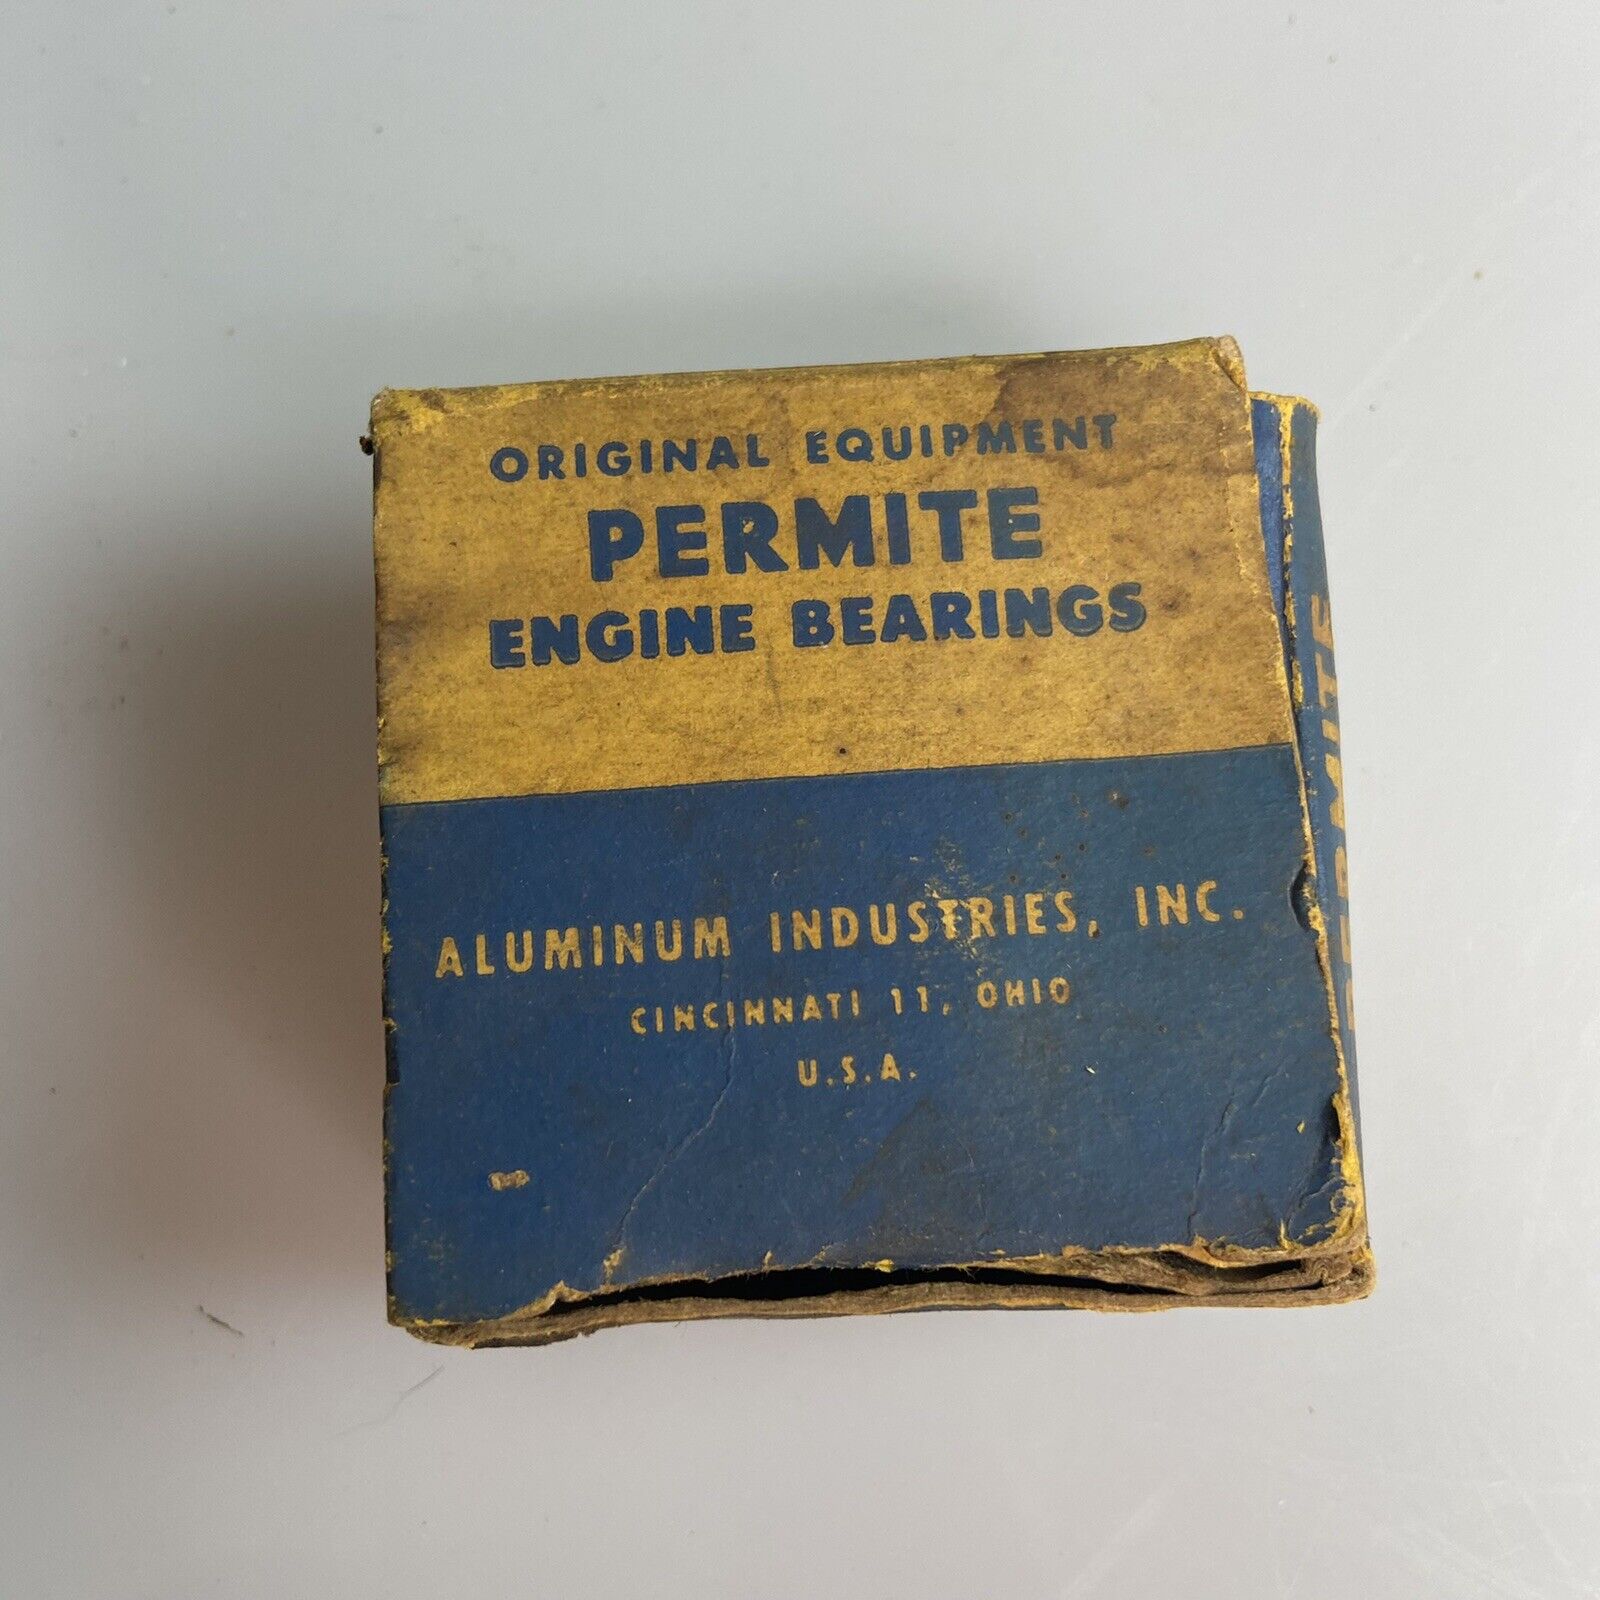 ORIGINAL EQUIPMENT
PERMITE
ENGINE BEARINGS
ALUMINUM INDUSTRIES, INC.
CINCINNATI 11, OHIO
U.S.A.
PERMITE